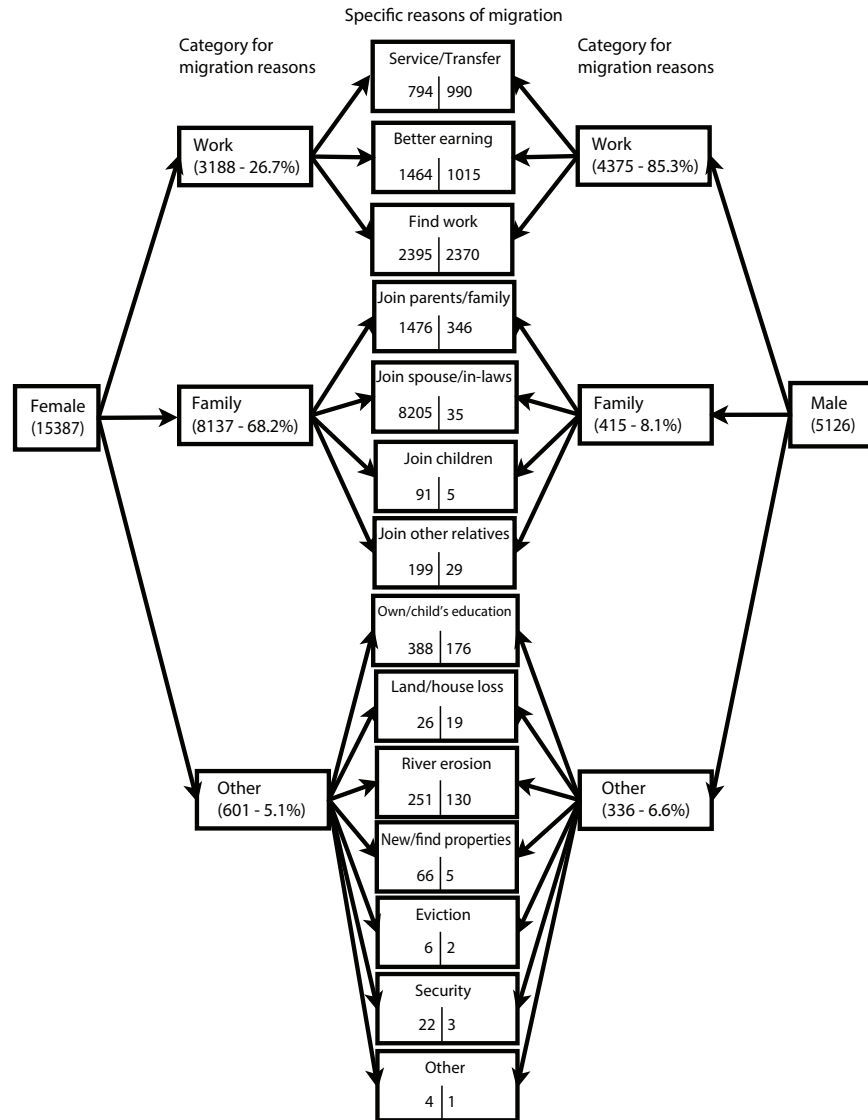 Specific reasons of migration
Category for
migration reasons
Category for
migration reasons
Service/Transfer
794 990
Better earning
1464 1015
Find work
2395 2370
Work
(3188 - 26.7%)
Work
(4375 - 85.3%)
Join parents/family
1476 346
Join spouse/in-laws
8205 35
Join children
91 5
Join other relatives
199 29
Female
(15387)
Family
(8137 - 68.2%)
Family
(415 - 8.1%)
Male
(5126)
Own/child's education
388 176
Land/house loss
26 19
River erosion
251 130
New/find properties
66 5
Eviction
6 2
Security
22 3
Other
4 1
Other
(601 - 5.1%)
Other
(336 - 6.6%)